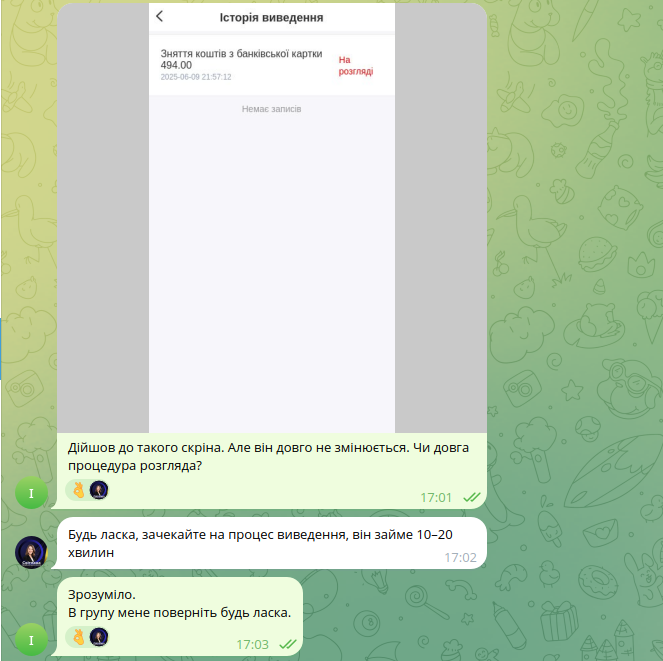 Історія виведення
Зняття коштів з банківської картки
494.00
На
розгляді
2025-06-09 21:57:12
Немає записів
Дійшов до такого скріна. Але він довго не змінюється. Чи довга
процедура розгляда?
І
17:01
Будь ласка, зачекайте на процес виведення, він займе 10–20
хвилин
17:02
Зрозуміло.
В групу мене поверніть будь ласка.
І
17:03